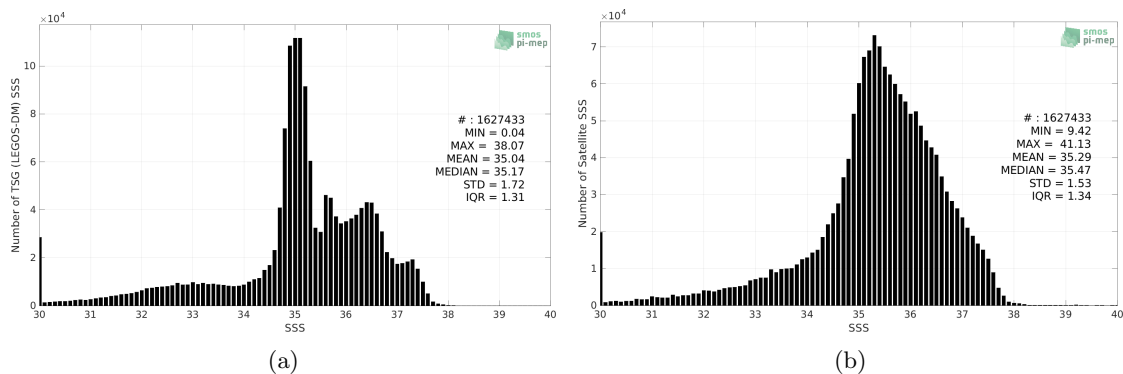 ×10⁴
smos
pi-mep
# : 1627433
MIN = 0.04
MAX = 38.07
MEAN = 35.04
MEDIAN = 35.17
STD = 1.72
IQR = 1.31
Number of TSG (LEGOS-DM) SSS
10
8
6
4
2
0
30 31 32 33 34 35 36 37 38 39 40
SSS
(a)
×10⁴
smos
pi-mep
# : 1627433
MIN = 9.42
MAX = 41.13
MEAN = 35.29
MEDIAN = 35.47
STD = 1.53
IQR = 1.34
Number of Satellite SSS
7
6
5
4
3
2
1
0
30 31 32 33 34 35 36 37 38 39 40
SSS
(b)